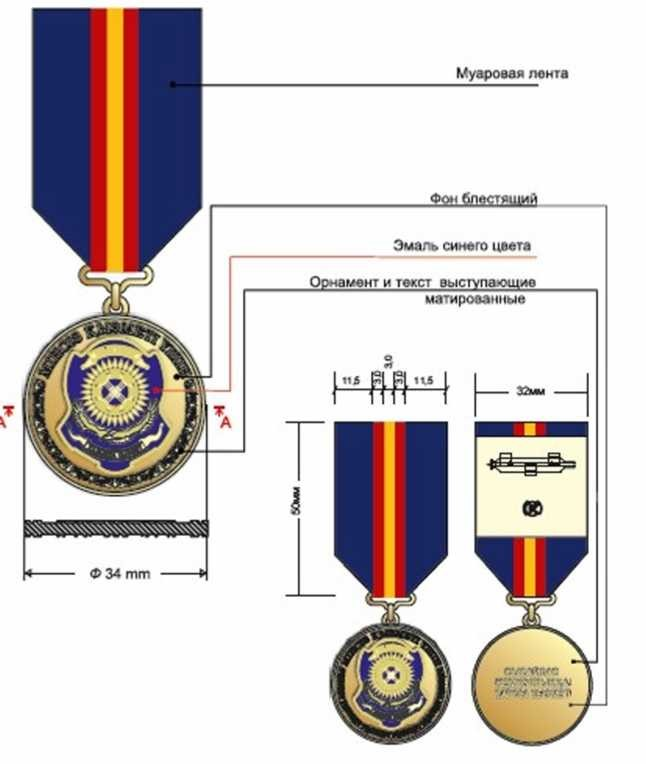 Муаровая лента
Фон блестящий
Эмаль синего цвета
Орнамент и текст выступающие
матированные
А
А
11,5
3,0
3,0
3,0
11,5
32мм
50мм
Ф 34 mm